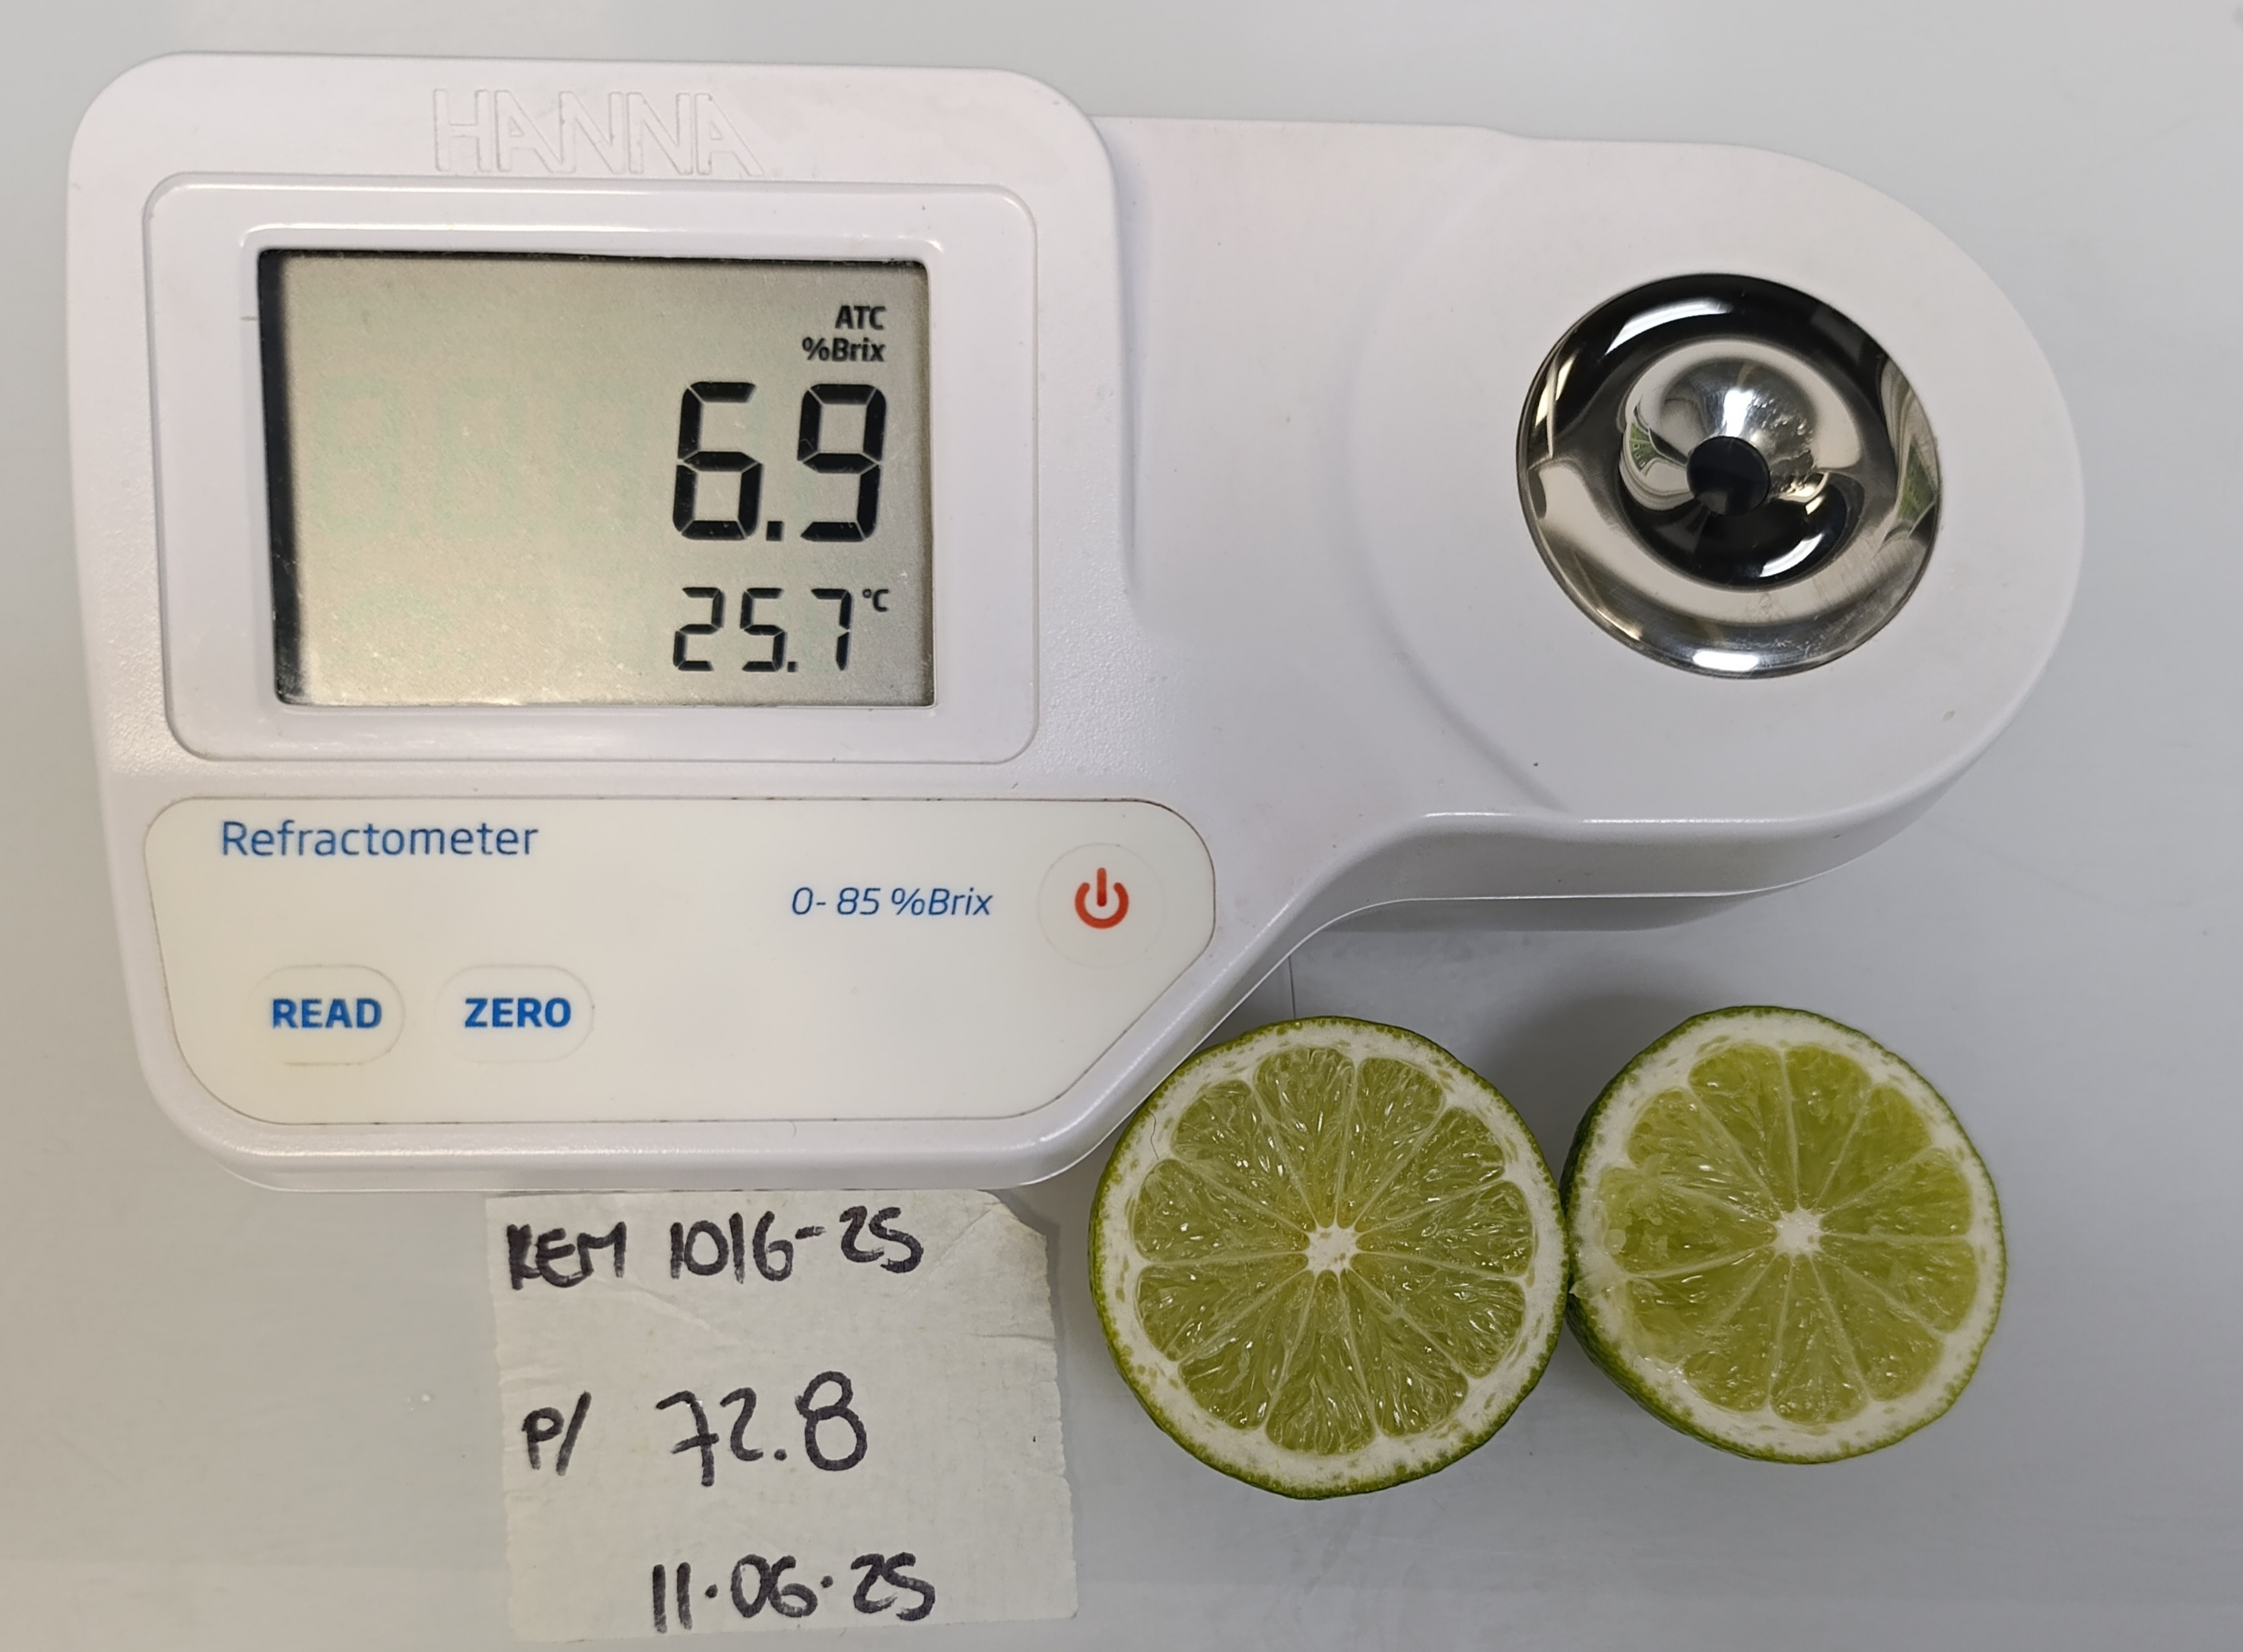 HANNA
ATC
%Brix
6.9
25.7 °C
Refractometer
0-85 %Brix
READ ZERO
REM 1016-25
P/ 72.8
11.06.25